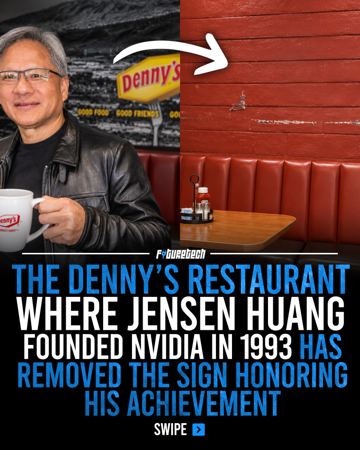 Denny's
GOOD FOOD GOOD FRIENDS GO
Denny's
Futuretech
THE DENNY'S RESTAURANT
WHERE JENSEN HUANG
FOUNDED NVIDIA IN 1993 HAS
REMOVED THE SIGN HONORING
HIS ACHIEVEMENT
SWIPE